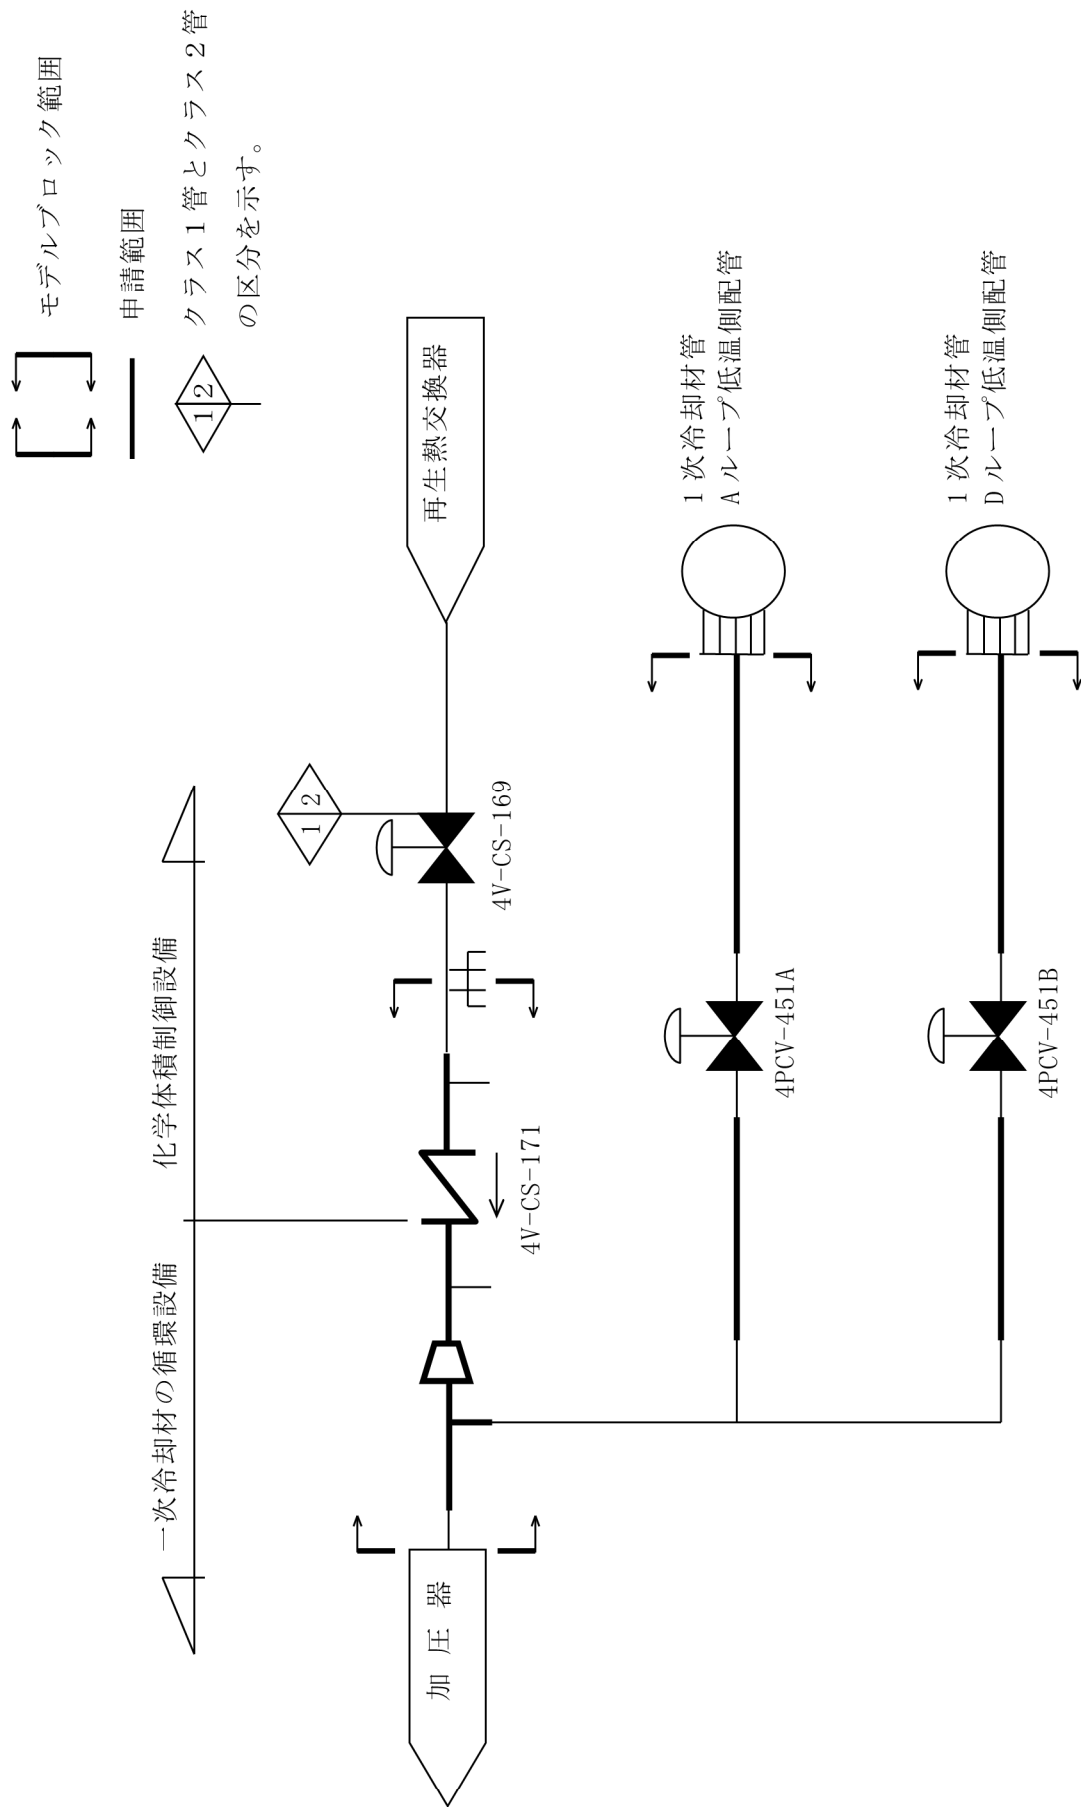 モデルブロック範囲
申請範囲
1 2
クラス1管とクラス2管
の区分を示す。
一次冷却材の循環設備
化学体積制御設備
1 2
加圧器
4V-CS-171
4V-CS-169
再生熱交換器
4PCV-451A
1次冷却材管
Aループ低温側配管
4PCV-451B
1次冷却材管
Dループ低温側配管